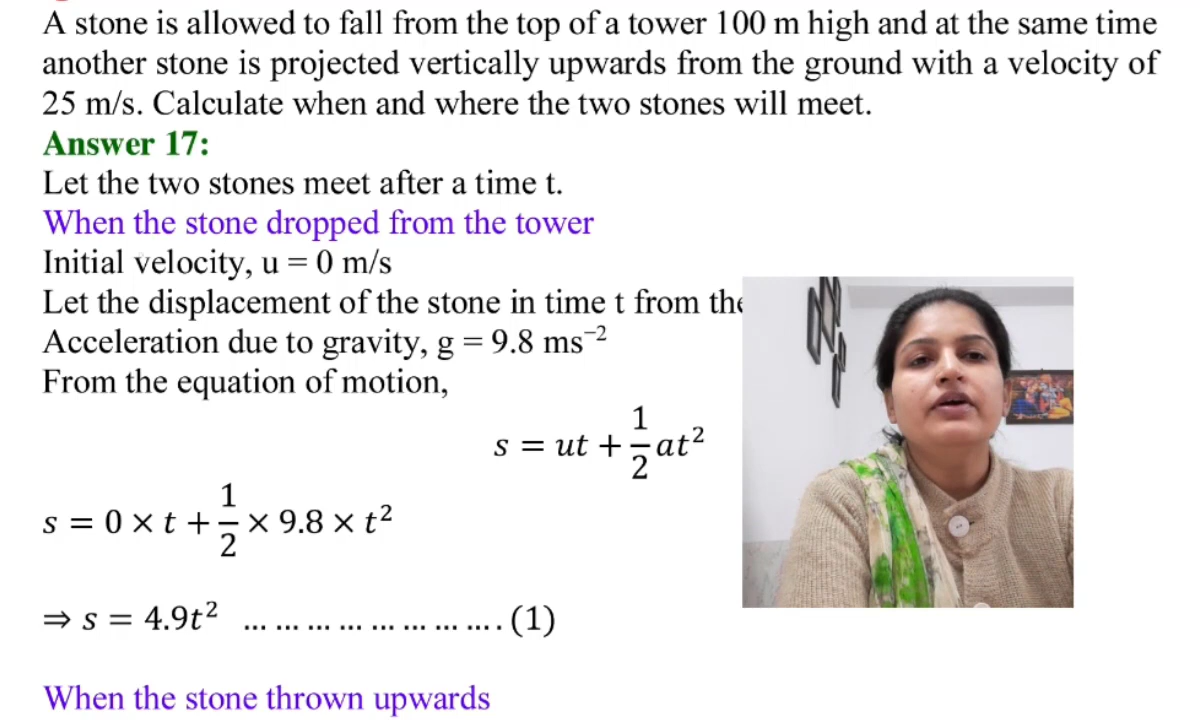 A stone is allowed to fall from the top of a tower 100 m high and at the same time
another stone is projected vertically upwards from the ground with a velocity of
25 m/s. Calculate when and where the two stones will meet.
Answer 17:
Let the two stones meet after a time t.
When the stone dropped from the tower
Initial velocity, u = 0 m/s
Let the displacement of the stone in time t from the
Acceleration due to gravity, g = 9.8 ms⁻²
From the equation of motion,
s = ut + 1/2 at²
s = 0 × t + 1/2 × 9.8 × t²
⇒ s = 4.9t² … … … … … … … …. (1)
When the stone thrown upwards